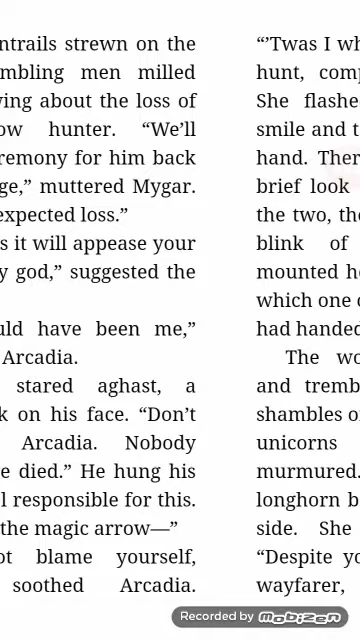 ntrails strewn on the
mbling men milled
ing about the loss of
ow hunter. “We’ll
remony for him back
ge,” muttered Mygar.
expected loss.”
s it will appease your
y god,” suggested the
uld have been me,”
Arcadia.
stared aghast, a
k on his face. “Don’t
Arcadia. Nobody
e died.” He hung his
l responsible for this.
the magic arrow—”
ot blame yourself,
soothed Arcadia.
“’Twas I wh
hunt, comp
She flashe
smile and t
hand. Ther
brief look
the two, the
blink of
mounted he
which one o
had handed
The wo
and tremb
shambles o
unicorns
murmured.
longhorn b
side. She
“Despite yo
wayfarer,
Recorded by mobizen